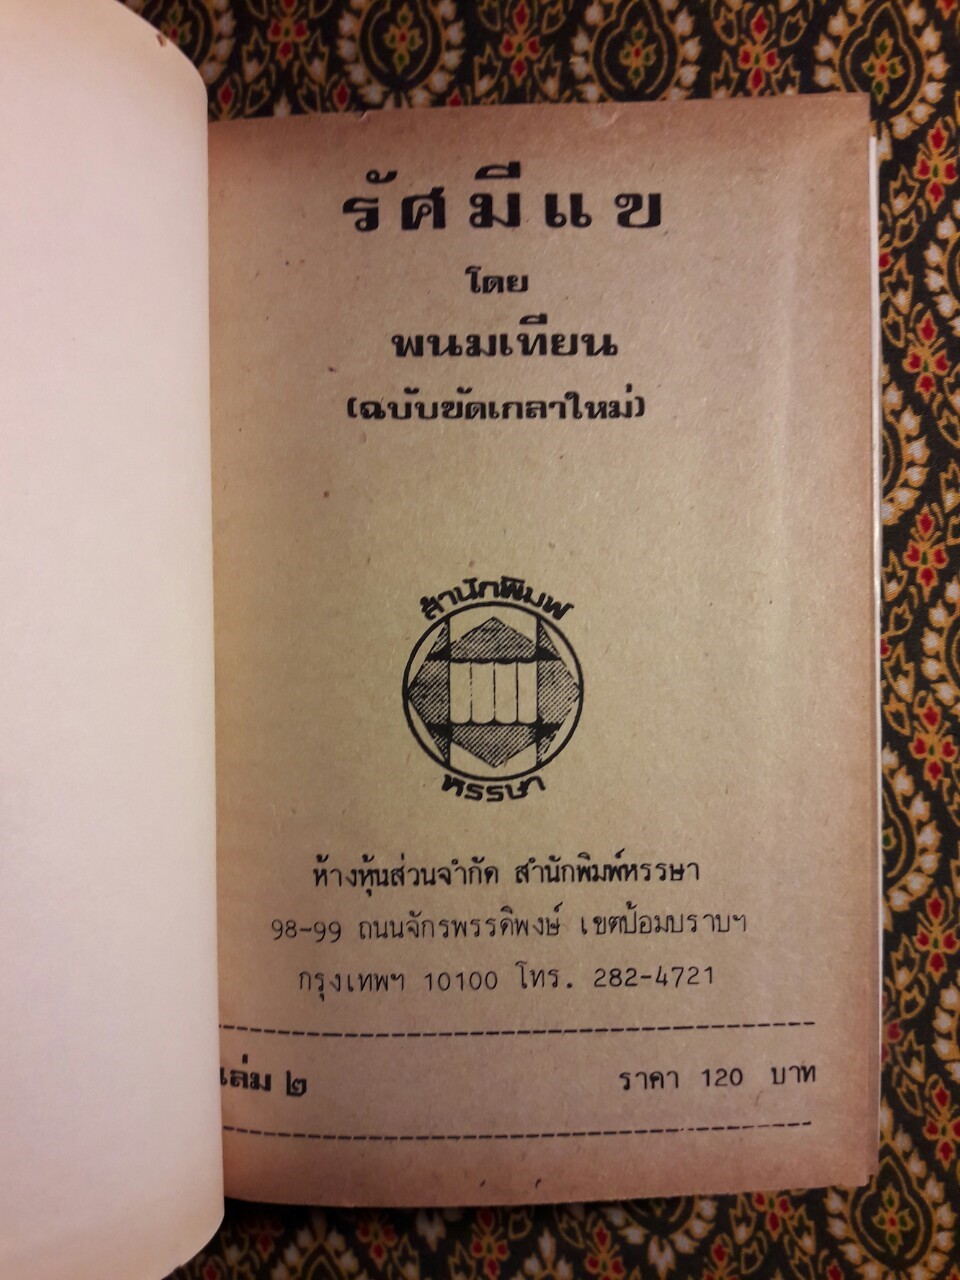 รัศมีแข
โดย
พนมเทียน
(ฉบับขัดเกลาใหม่)
สำนักพิมพ์
หรรษา
ห้างหุ้นส่วนจำกัด สำนักพิมพ์หรรษา
98-99 ถนนจักรพรรดิพงษ์ เขตป้อมปราบฯ
กรุงเทพฯ 10100 โทร. 282-4721
เล่ม ๒ ราคา 120 บาท